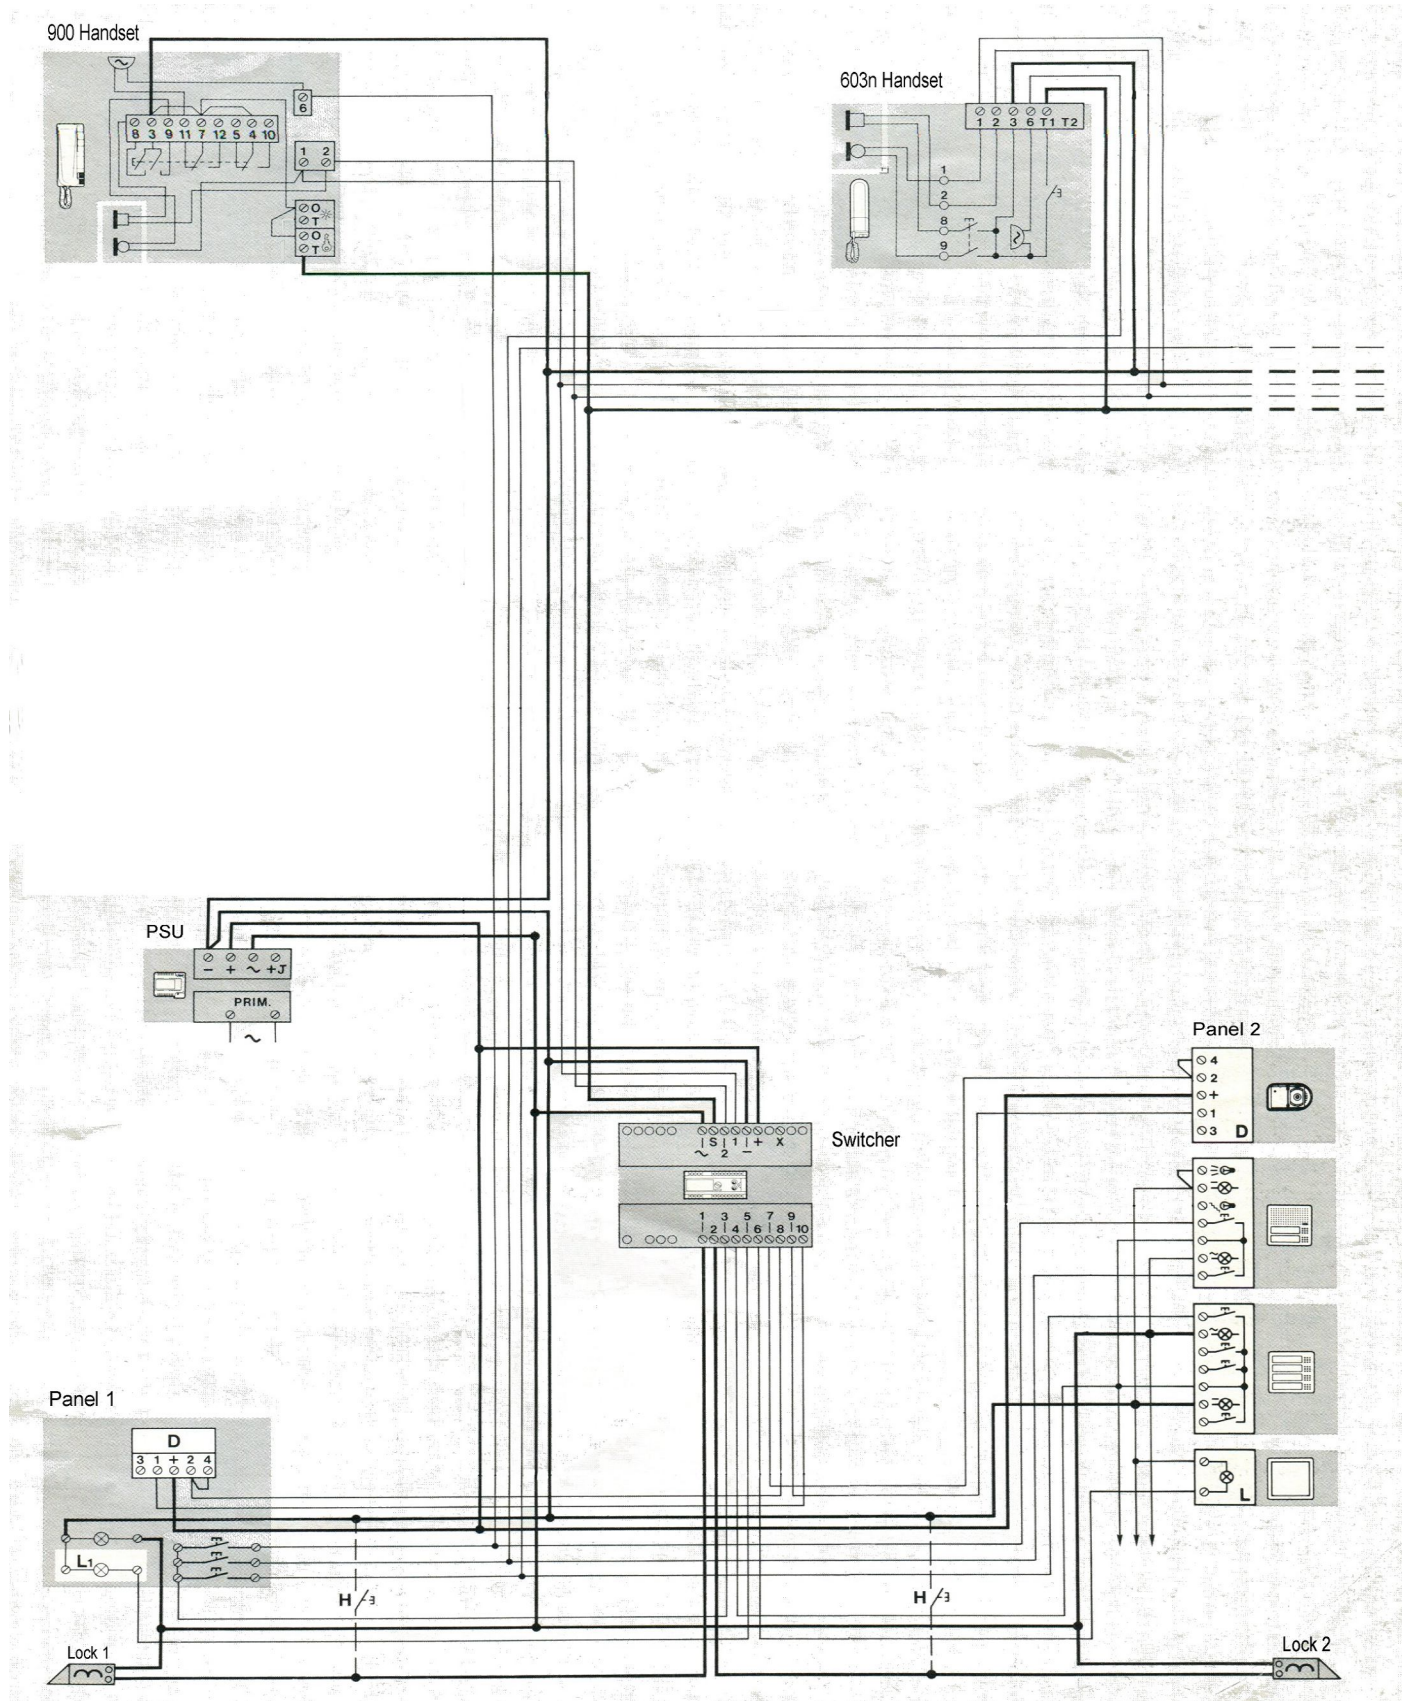 900 Handset
6
8 3 9 11 7 12 5 4 10
1 2
O
T
O
T
603n Handset
1 2 3 6 T1 T2
1
2
8
9
PSU
− + ~ +J
PRIM.
~
Panel 2
4
2
+
1
3 D
Switcher
S 1 + X
~ 2 −
1 3 5 7 9
2 4 6 8 10
L
Panel 1
D
3 1 + 2 4
L1
H
H
Lock 1
Lock 2